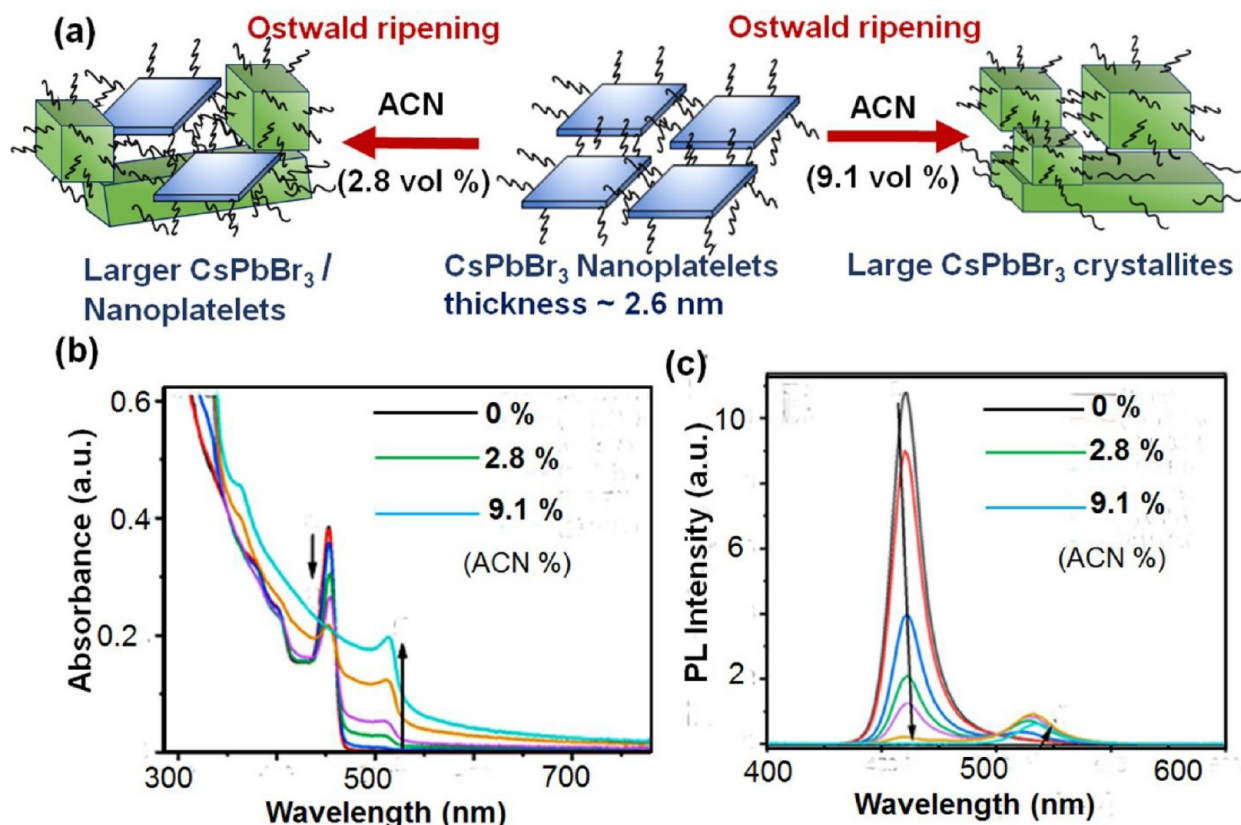 (a)
Ostwald ripening
Ostwald ripening
ACN
ACN
(2.8 vol %)
(9.1 vol %)
Larger CsPbBr₃ /
Nanoplatelets
CsPbBr₃ Nanoplatelets
thickness ~ 2.6 nm
Large CsPbBr₃ crystallites
(b)
0.6
0.4
0.2
Absorbance (a.u.)
0 %
2.8 %
9.1 %
(ACN %)
300
500
700
Wavelength (nm)
(c)
10
6
2
PL Intensity (a.u.)
0 %
2.8 %
9.1 %
(ACN %)
400
500
600
Wavelength (nm)